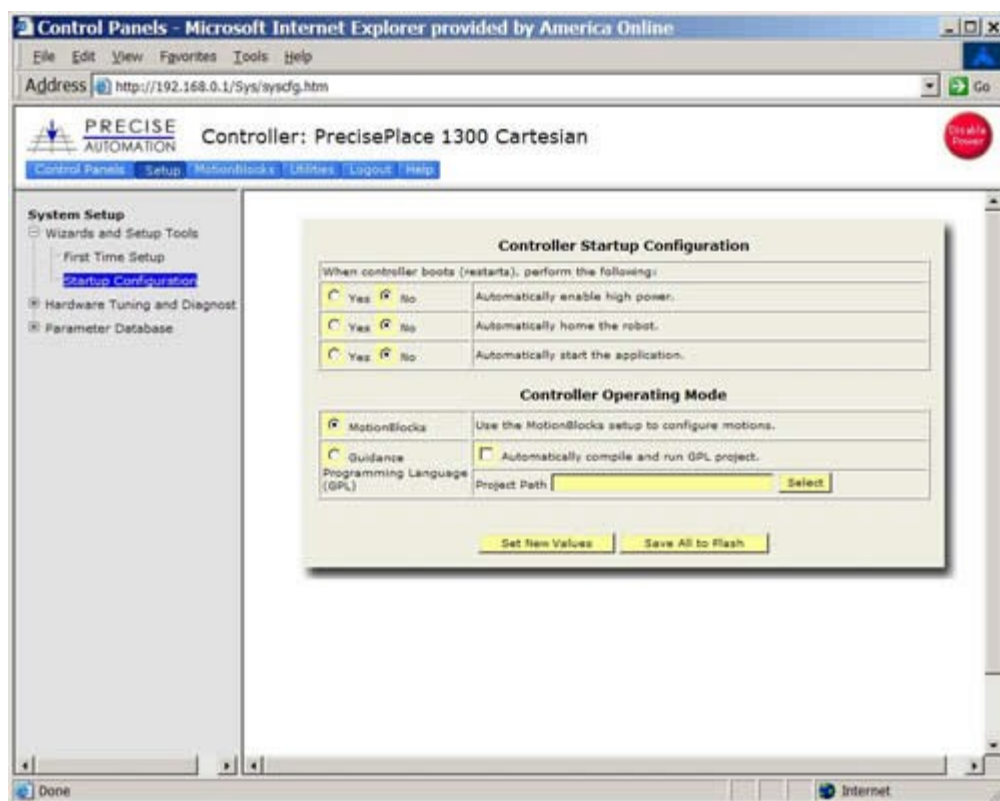 Control Panels - Microsoft Internet Explorer provided by America Online
File Edit View Favorites Tools Help
Address http://192.168.0.1/Sys/syscfg.htm Go
PRECISE
AUTOMATION
Controller: PrecisePlace 1300 Cartesian
Disable
Power
Control Panels Setup MotionBlocks Utilities Logout Help
System Setup
Wizards and Setup Tools
First Time Setup
Startup Configuration
Hardware Tuning and Diagnost
Parameter Database
Controller Startup Configuration
When controller boots (restarts), perform the following:
Yes No Automatically enable high power.
Yes No Automatically home the robot.
Yes No Automatically start the application.
Controller Operating Mode
MotionBlocks Use the MotionBlocks setup to configure motions.
Guidance
Programming Language
(GPL)
Automatically compile and run GPL project.
Project Path Select
Set New Values Save All to Flash
Done Internet